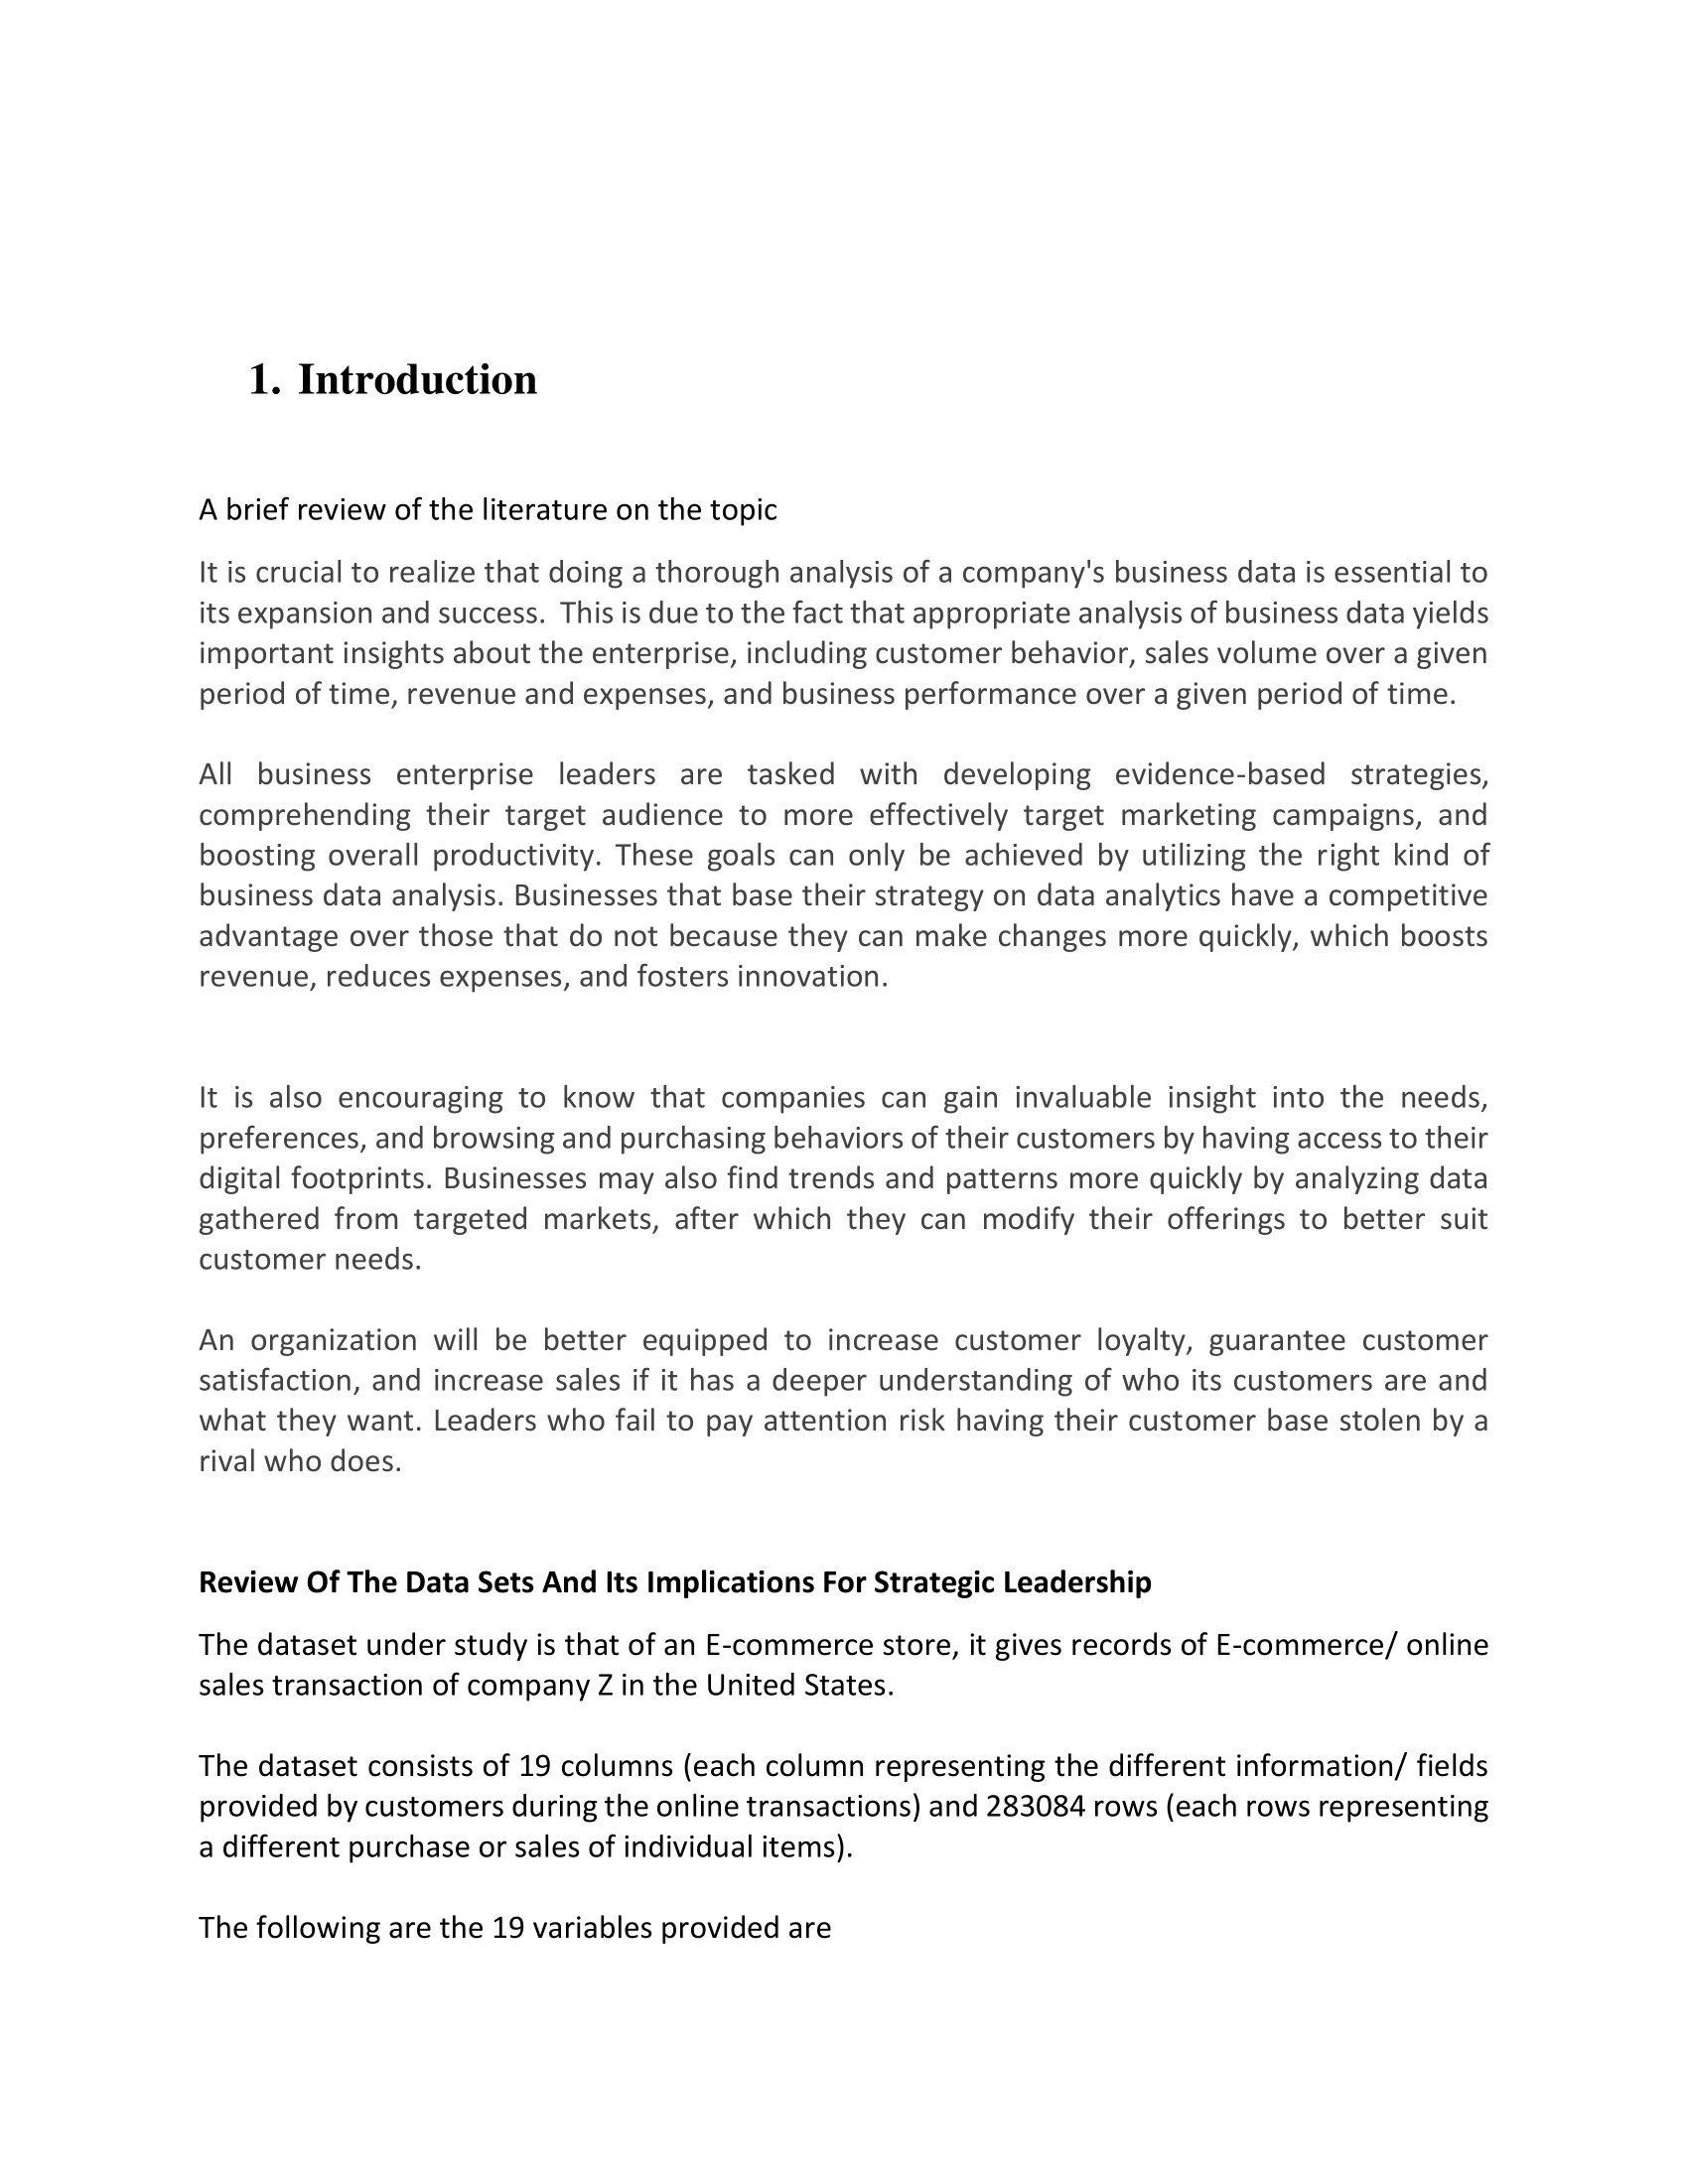 1. Introduction
A brief review of the literature on the topic
It is crucial to realize that doing a thorough analysis of a company's business data is essential to
its expansion and success.  This is due to the fact that appropriate analysis of business data yields
important insights about the enterprise, including customer behavior, sales volume over a given
period of time, revenue and expenses, and business performance over a given period of time.
All business enterprise leaders are tasked with developing evidence-based strategies,
comprehending their target audience to more effectively target marketing campaigns, and
boosting overall productivity. These goals can only be achieved by utilizing the right kind of
business data analysis. Businesses that base their strategy on data analytics have a competitive
advantage over those that do not because they can make changes more quickly, which boosts
revenue, reduces expenses, and fosters innovation.
It is also encouraging to know that companies can gain invaluable insight into the needs,
preferences, and browsing and purchasing behaviors of their customers by having access to their
digital footprints. Businesses may also find trends and patterns more quickly by analyzing data
gathered from targeted markets, after which they can modify their offerings to better suit
customer needs.
An organization will be better equipped to increase customer loyalty, guarantee customer
satisfaction, and increase sales if it has a deeper understanding of who its customers are and
what they want. Leaders who fail to pay attention risk having their customer base stolen by a
rival who does.
Review Of The Data Sets And Its Implications For Strategic Leadership
The dataset under study is that of an E-commerce store, it gives records of E-commerce/ online
sales transaction of company Z in the United States.
The dataset consists of 19 columns (each column representing the different information/ fields
provided by customers during the online transactions) and 283084 rows (each rows representing
a different purchase or sales of individual items).
The following are the 19 variables provided are